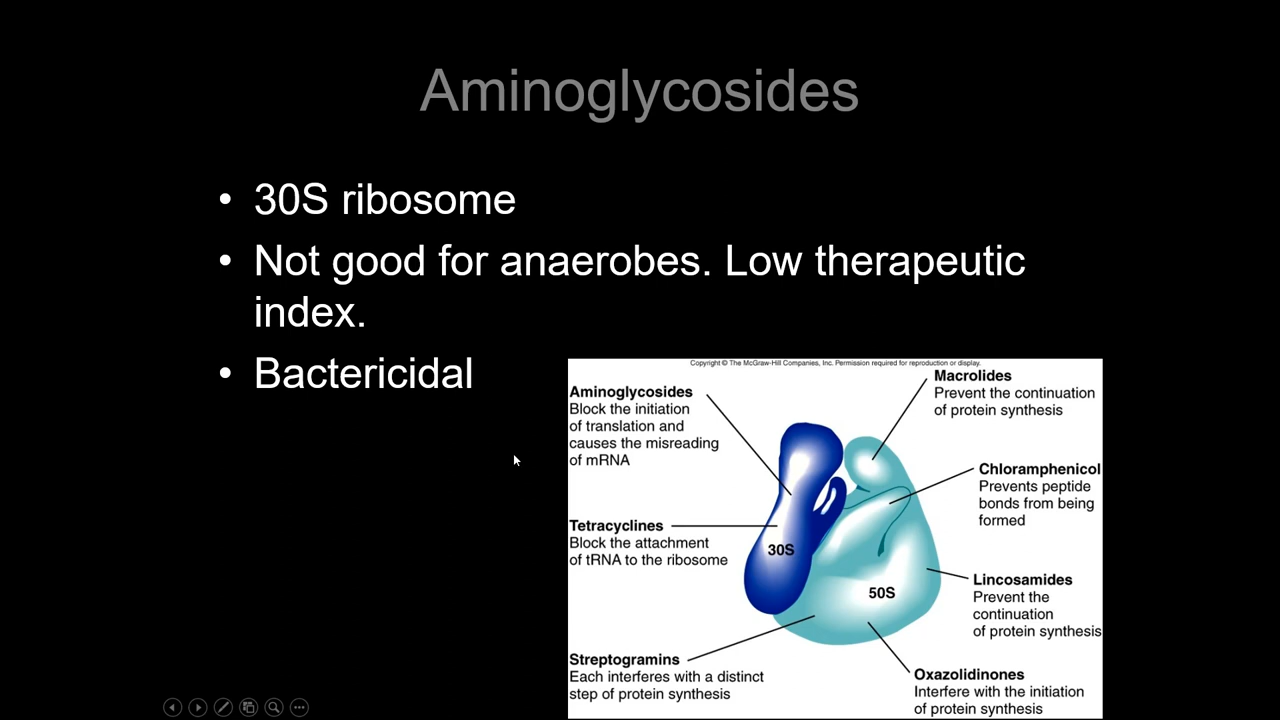 Aminoglycosides
• 30S ribosome
• Not good for anaerobes. Low therapeutic
index.
• Bactericidal
Copyright © The McGraw-Hill Companies, Inc. Permission required for reproduction or display.
Aminoglycosides
Block the initiation
of translation and
causes the misreading
of mRNA
Tetracyclines
Block the attachment
of tRNA to the ribosome
Streptogramins
Each interferes with a distinct
step of protein synthesis
30S
50S
Macrolides
Prevent the continuation
of protein synthesis
Chloramphenicol
Prevents peptide
bonds from being
formed
Lincosamides
Prevent the
continuation
of protein synthesis
Oxazolidinones
Interfere with the initiation
of protein synthesis